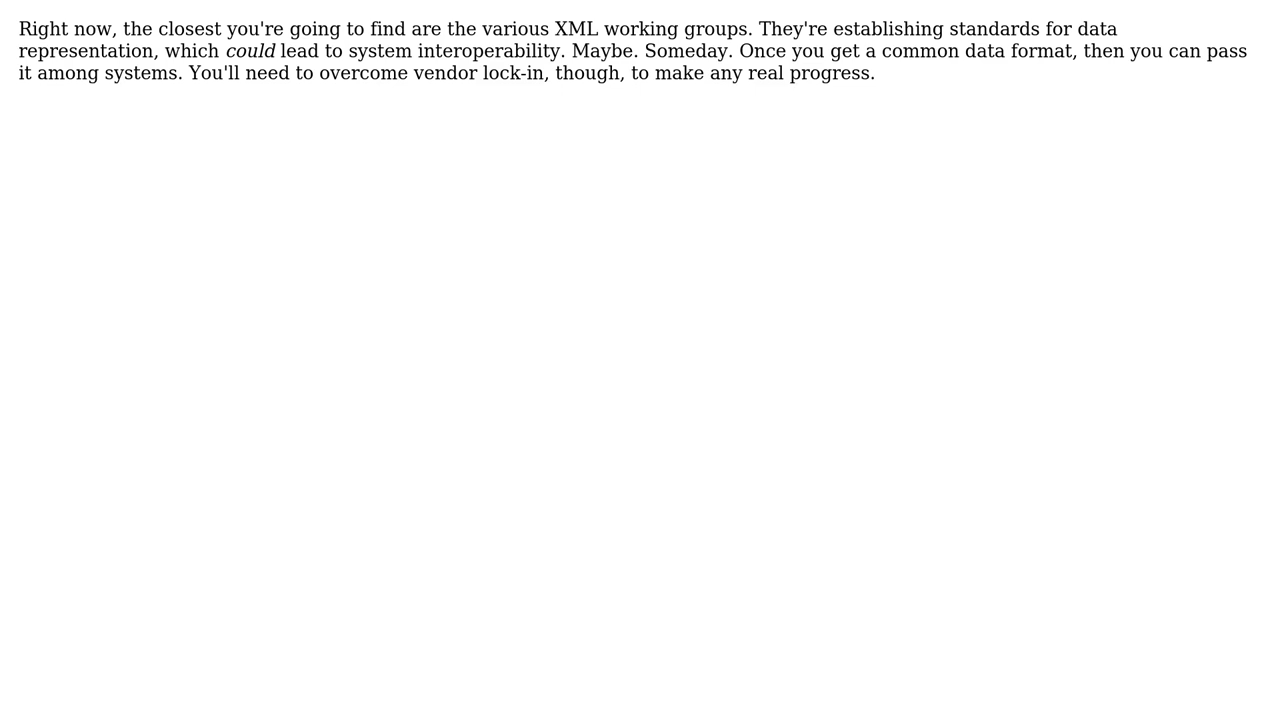 Right now, the closest you're going to find are the various XML working groups. They're establishing standards for data
representation, which could lead to system interoperability. Maybe. Someday. Once you get a common data format, then you can pass
it among systems. You'll need to overcome vendor lock-in, though, to make any real progress.